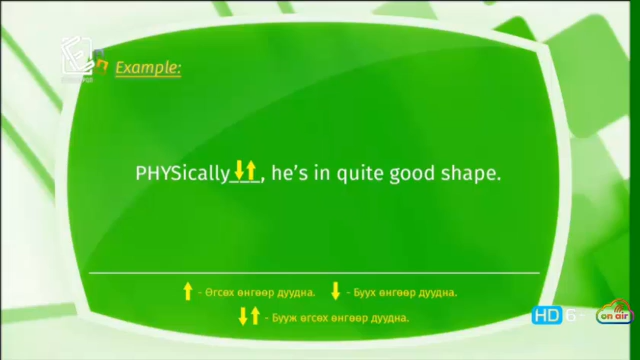 Example:
PHYSically___, he's in quite good shape.
- Өгсөх өнгөөр дуудна. - Буух өнгөөр дуудна.
- Бууж өгсөх өнгөөр дуудна.
HD 6+
on air